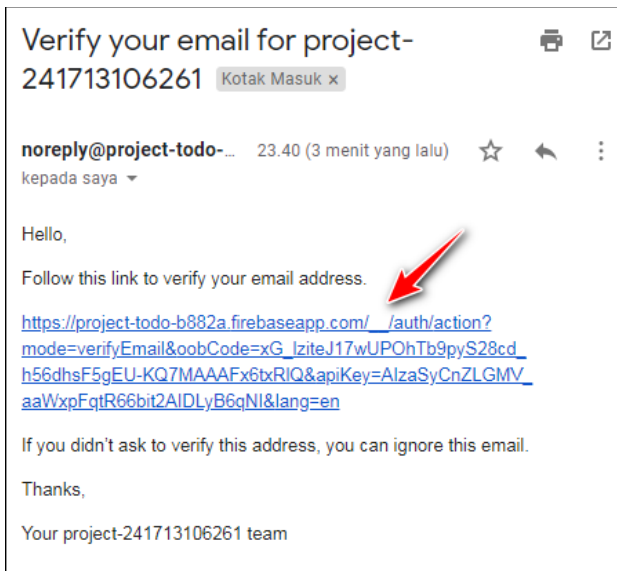 Verify your email for project-
241713106261 Kotak Masuk ×
noreply@project-todo-... 23.40 (3 menit yang lalu)
kepada saya
Hello,
Follow this link to verify your email address.
https://project-todo-b882a.firebaseapp.com/__/auth/action?
mode=verifyEmail&oobCode=xG_lziteJ17wUPOhTb9pyS28cd_
h56dhsF5gEU-KQ7MAAAFx6txRlQ&apiKey=AIzaSyCnZLGMV_
aaWxpFqtR66bit2AIDLyB6qNI&lang=en
If you didn't ask to verify this address, you can ignore this email.
Thanks,
Your project-241713106261 team